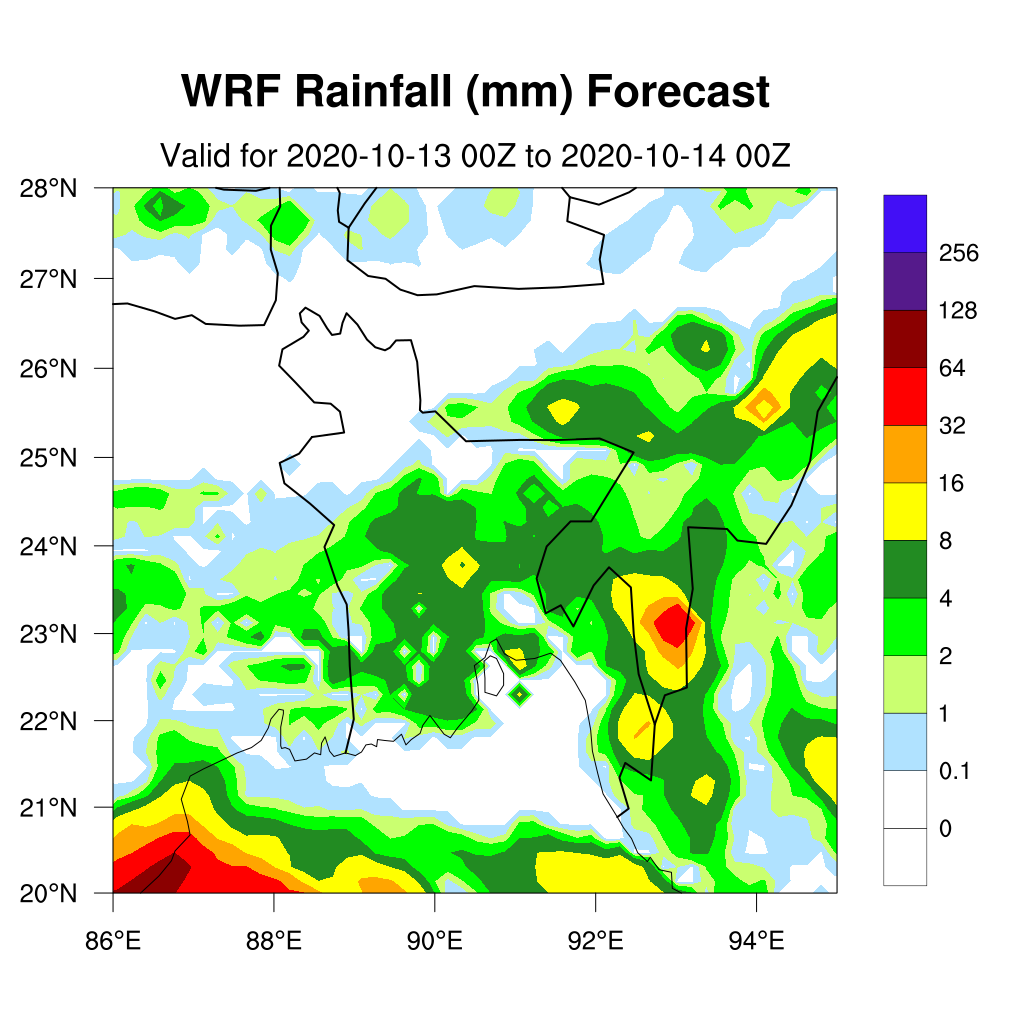 WRF Rainfall (mm) Forecast
Valid for 2020-10-13 00Z to 2020-10-14 00Z
28°N
27°N
26°N
25°N
24°N
23°N
22°N
21°N
20°N
86°E
88°E
90°E
92°E
94°E
256
128
64
32
16
8
4
2
1
0.1
0